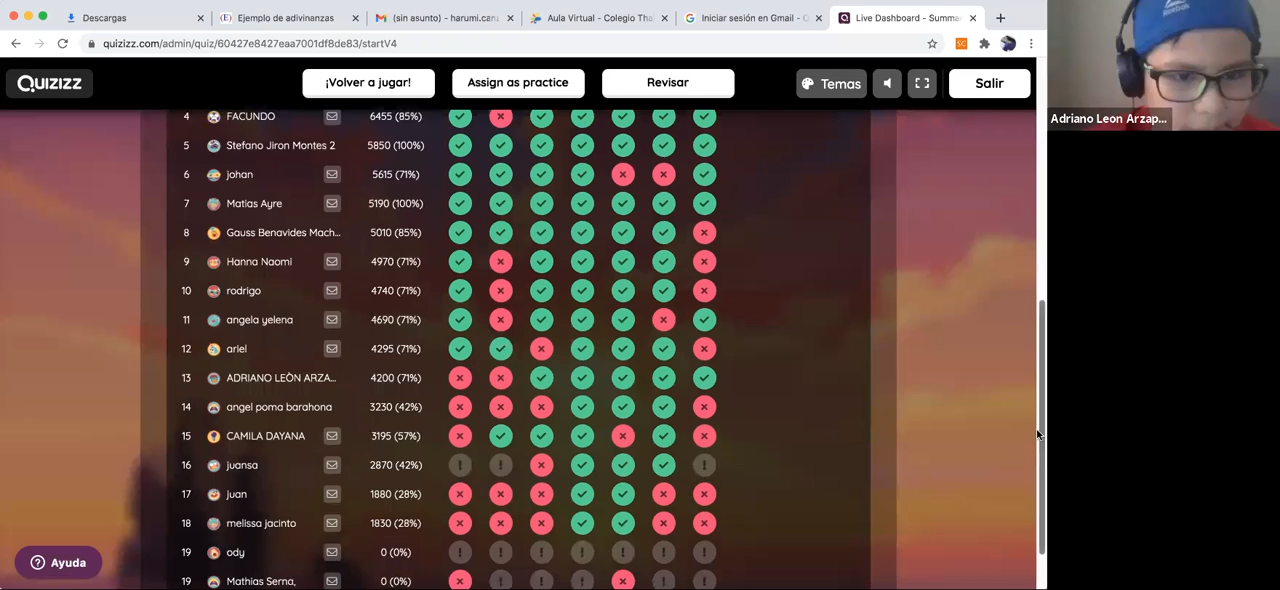 Descargas
Ejemplo de adivinanzas
(sin asunto) - harumi.can
Aula Virtual - Colegio Tha
Iniciar sesión en Gmail - C
Live Dashboard - Summa
quizizz.com/admin/quiz/60427e8427eaa7001df8de83/startV4
QUIZIZZ
¡Volver a jugar!
Assign as practice
Revisar
Temas
Salir
4 FACUNDO 6455 (85%)
5 Stefano Jiron Montes 2 5850 (100%)
6 johan 5615 (71%)
7 Matias Ayre 5190 (100%)
8 Gauss Benavides Mach... 5010 (85%)
9 Hanna Naomi 4970 (71%)
10 rodrigo 4740 (71%)
11 angela yelena 4690 (71%)
12 ariel 4295 (71%)
13 ADRIANO LEÒN ARZA... 4200 (71%)
14 angel poma barahona 3230 (42%)
15 CAMILA DAYANA 3195 (57%)
16 juansa 2870 (42%)
17 juan 1880 (28%)
18 melissa jacinto 1830 (28%)
19 ody 0 (0%)
19 Mathias Serna, 0 (0%)
Ayuda
Adriano Leon Arzap...